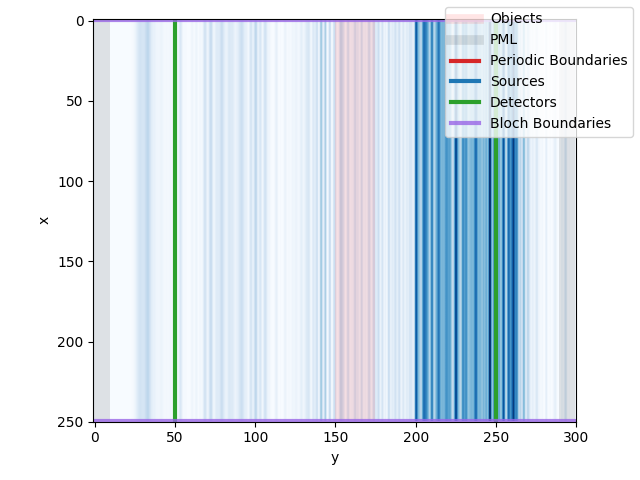 Objects
PML
Periodic Boundaries
Sources
Detectors
Bloch Boundaries
0
50
100
150
200
250
x
0 50 100 150 200 250 300
y